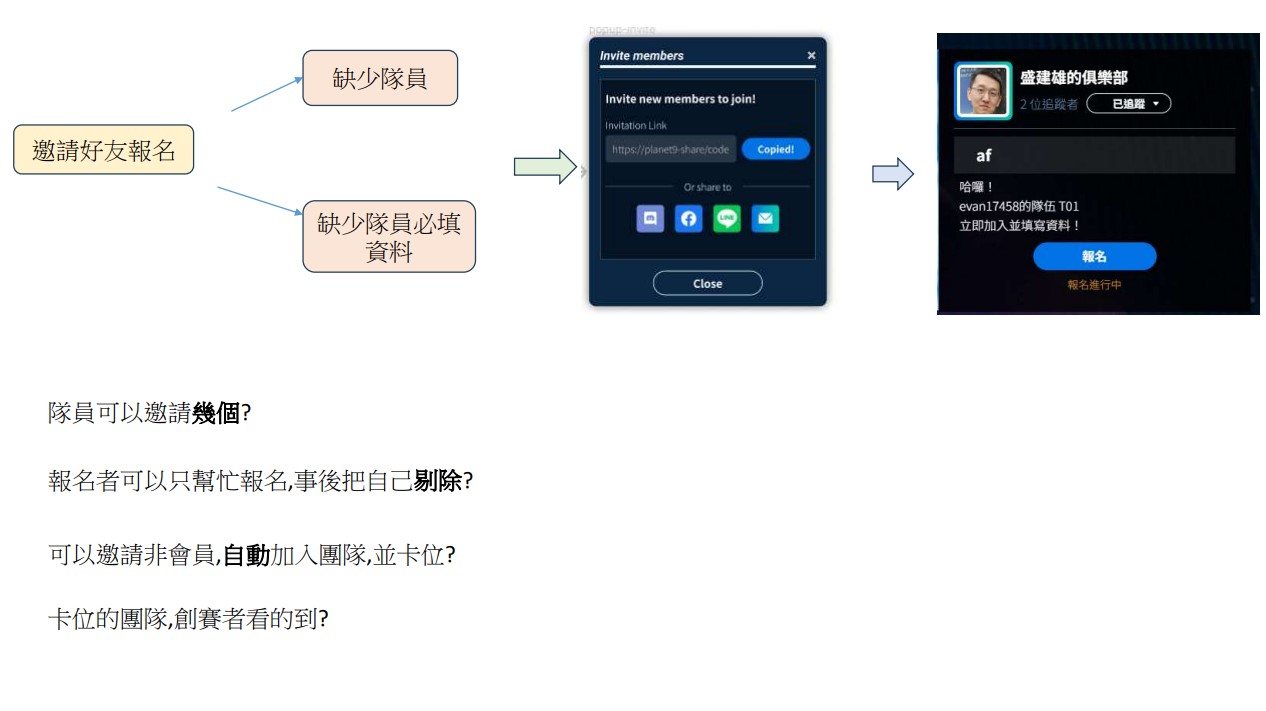 邀請好友報名
缺少隊員
缺少隊員必填
資料
popup-invite
Invite members
×
Invite new members to join!
Invitation Link
https://planet9-share/code
Copied!
Or share to
LINE
Close
盛建雄的俱樂部
2 位追蹤者
已追蹤
af
哈囉！
evan17458的隊伍 T01
立即加入並填寫資料！
報名
報名進行中
隊員可以邀請幾個?
報名者可以只幫忙報名,事後把自己剔除?
可以邀請非會員,自動加入團隊,並卡位?
卡位的團隊,創賽者看的到?